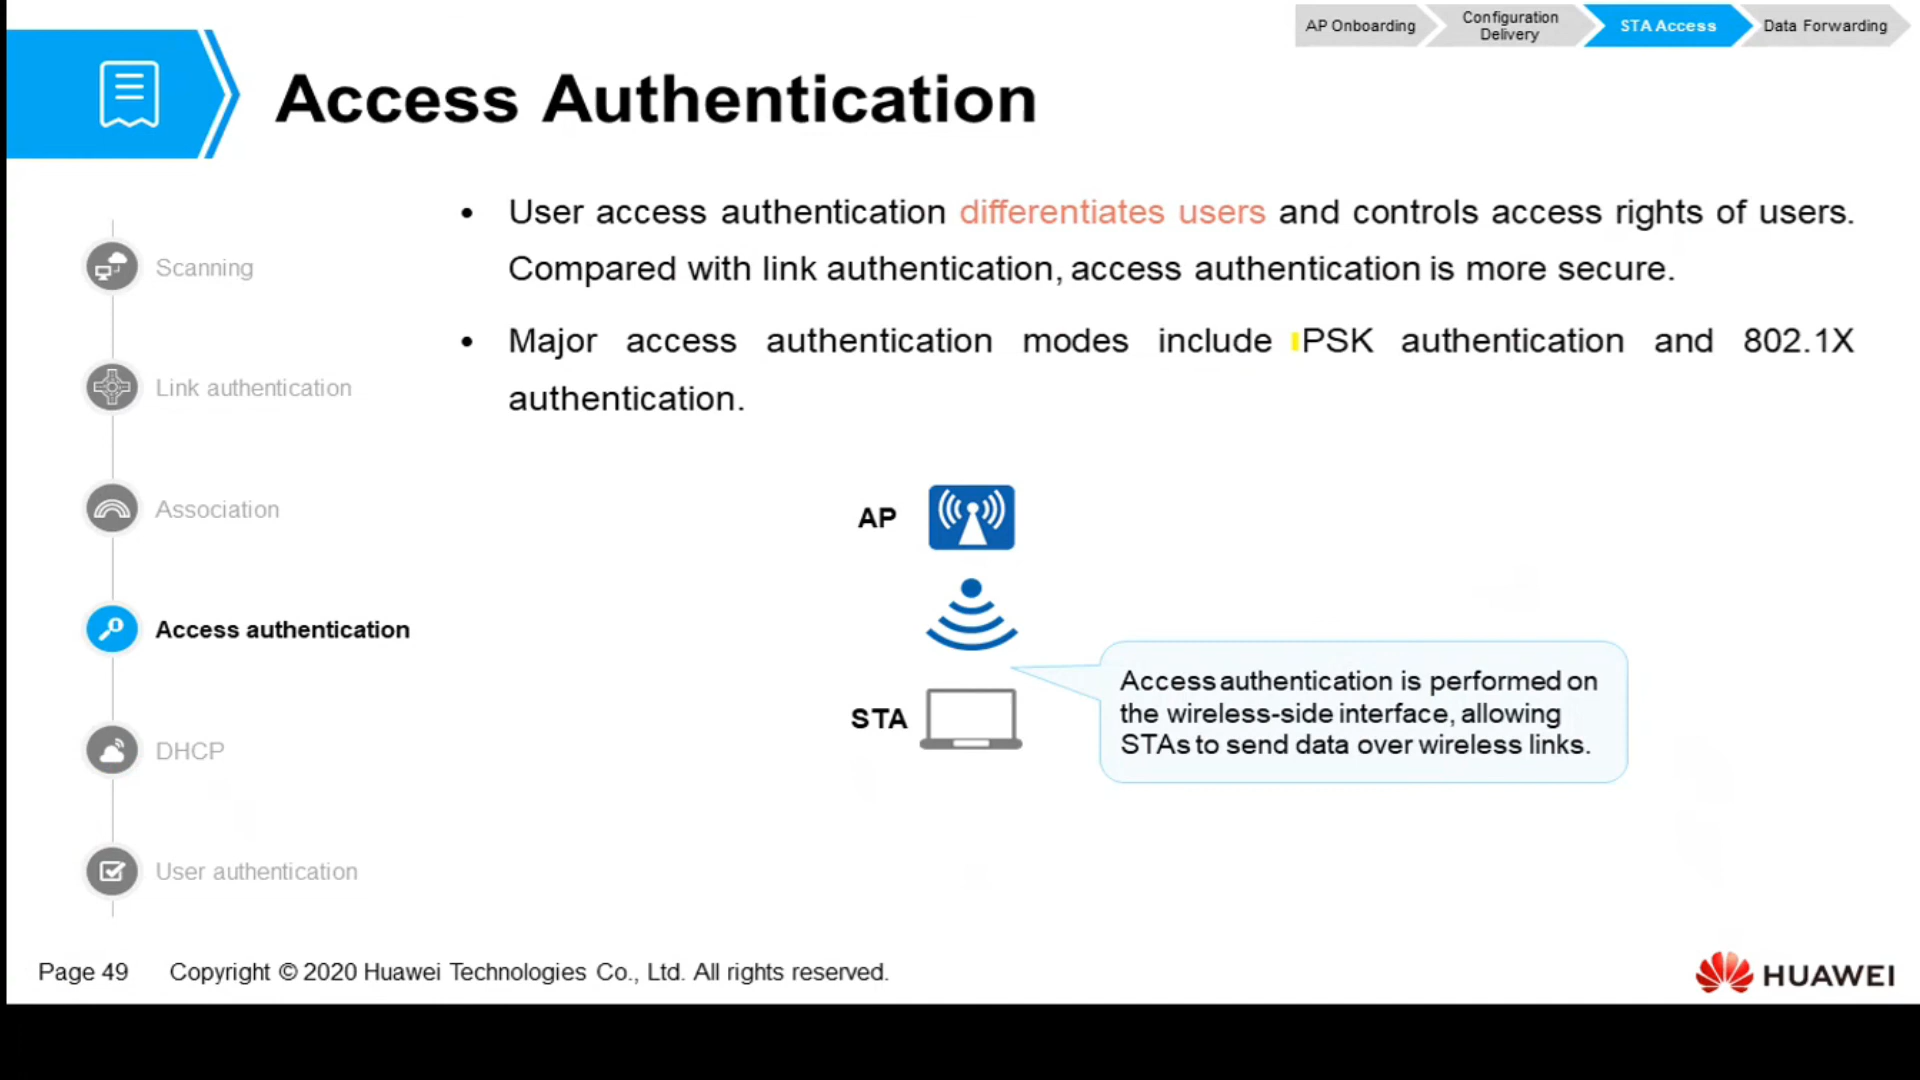 AP Onboarding
Configuration
Delivery
STA Access
Data Forwarding
Access Authentication
• User access authentication differentiates users and controls access rights of users.
Compared with link authentication, access authentication is more secure.
• Major access authentication modes include PSK authentication and 802.1X
authentication.
Scanning
Link authentication
Association
Access authentication
DHCP
User authentication
AP
STA
Access authentication is performed on
the wireless-side interface, allowing
STAs to send data over wireless links.
Page 49 Copyright © 2020 Huawei Technologies Co., Ltd. All rights reserved.
HUAWEI